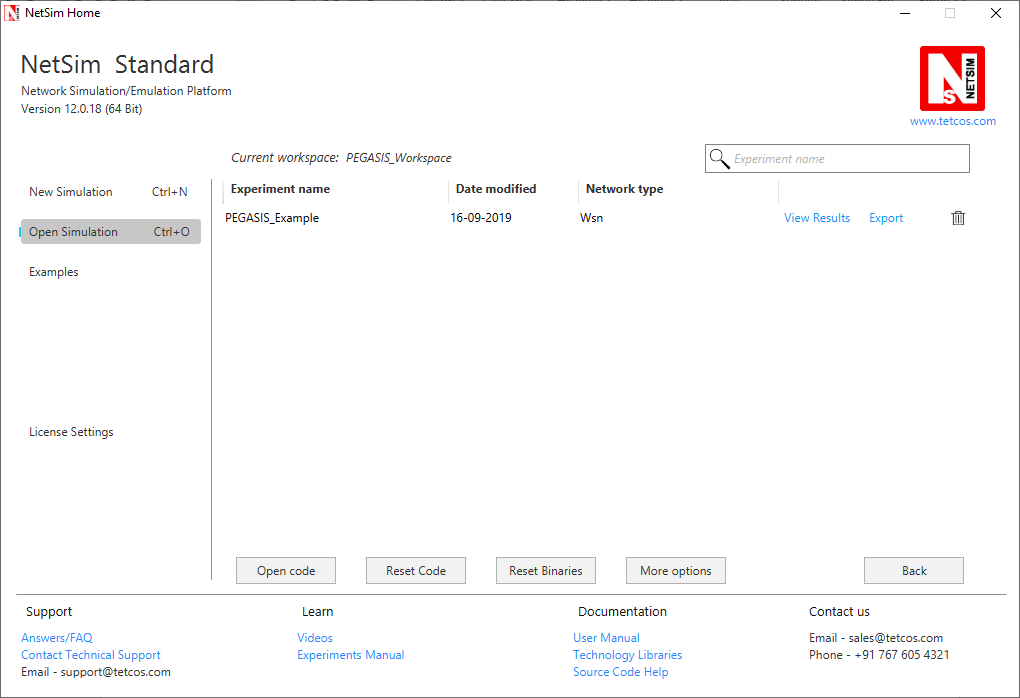 NetSim Home
NetSim Standard
Network Simulation/Emulation Platform
Version 12.0.18 (64 Bit)
NS NETSIM
www.tetcos.com
Current workspace: PEGASIS_Workspace
Experiment name
New Simulation Ctrl+N
Open Simulation Ctrl+O
Examples
License Settings
Experiment name Date modified Network type
PEGASIS_Example 16-09-2019 Wsn View Results Export
Open code Reset Code Reset Binaries More options Back
Support
Answers/FAQ
Contact Technical Support
Email - support@tetcos.com
Learn
Videos
Experiments Manual
Documentation
User Manual
Technology Libraries
Source Code Help
Contact us
Email - sales@tetcos.com
Phone - +91 767 605 4321